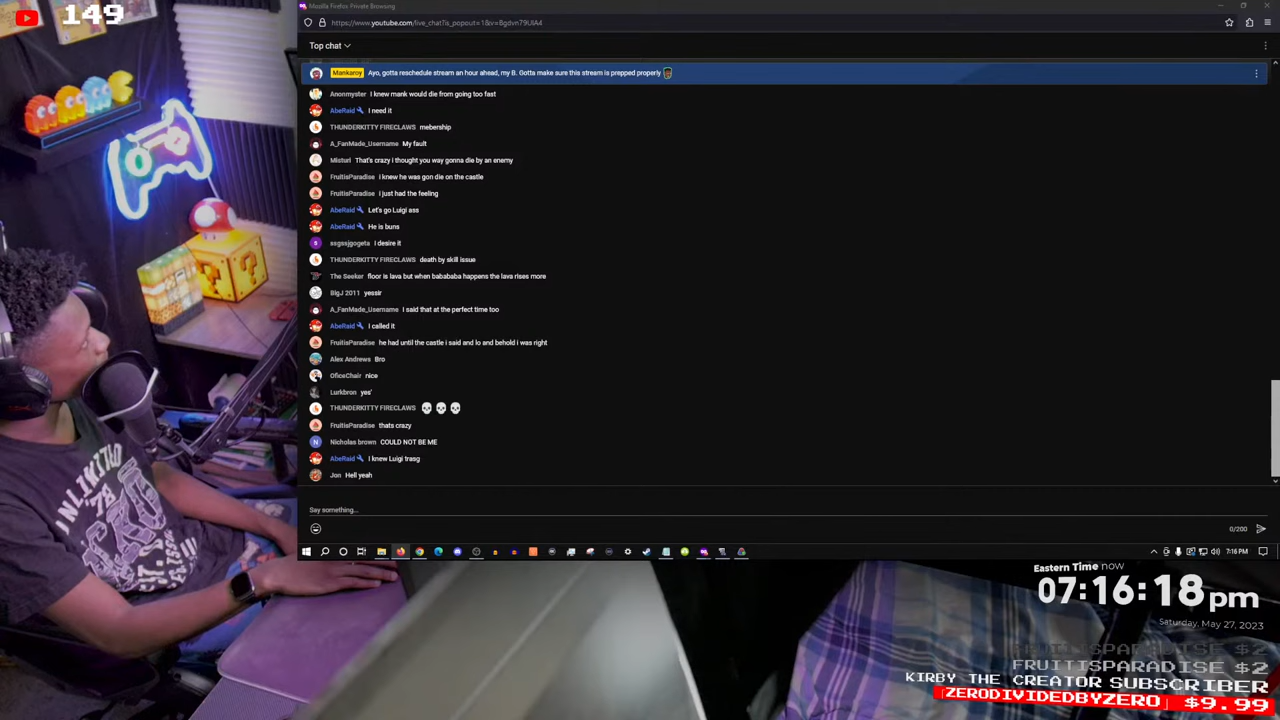 149
Mozilla Firefox Private Browsing
https://www.youtube.com/live_chat?is_popout=1&v=8gdvn79UIA4
Top chat
Mankaroy Ayo, gotta reschedule stream an hour ahead, my B. Gotta make sure this stream is prepped properly
Anonmyster I knew mank would die from going too fast
AbeRaid I need it
THUNDERKITTY FIRECLAWS mebership
A_FanMade_Username My fault
Misturi That's crazy i thought you way gonna die by an enemy
FruitisParadise i knew he was gon die on the castle
FruitisParadise i just had the feeling
AbeRaid Let's go Luigi ass
AbeRaid He is buns
ssgssjgogeta I desire it
THUNDERKITTY FIRECLAWS death by skill issue
The Seeker floor is lava but when babababa happens the lava rises more
BigJ 2011 yessir
A_FanMade_Username I said that at the perfect time too
AbeRaid I called it
FruitisParadise he had until the castle i said and lo and behold i was right
Alex Andrews Bro
OficeChair nice
Lurkbron yes'
THUNDERKITTY FIRECLAWS 💀💀💀
FruitisParadise thats crazy
N Nicholas brown COULD NOT BE ME
AbeRaid I knew Luigi trasg
Jon Hell yeah
Say something...
0/200
7:16 PM
Eastern Time now
07:16:18 pm
Saturday, May 27, 2023
FRUITISPARADISE $2
FRUITISPARADISE $2
KIRBY THE CREATOR SUBSCRIBER
[ZERODIVIDEDBYZERO] $9.99